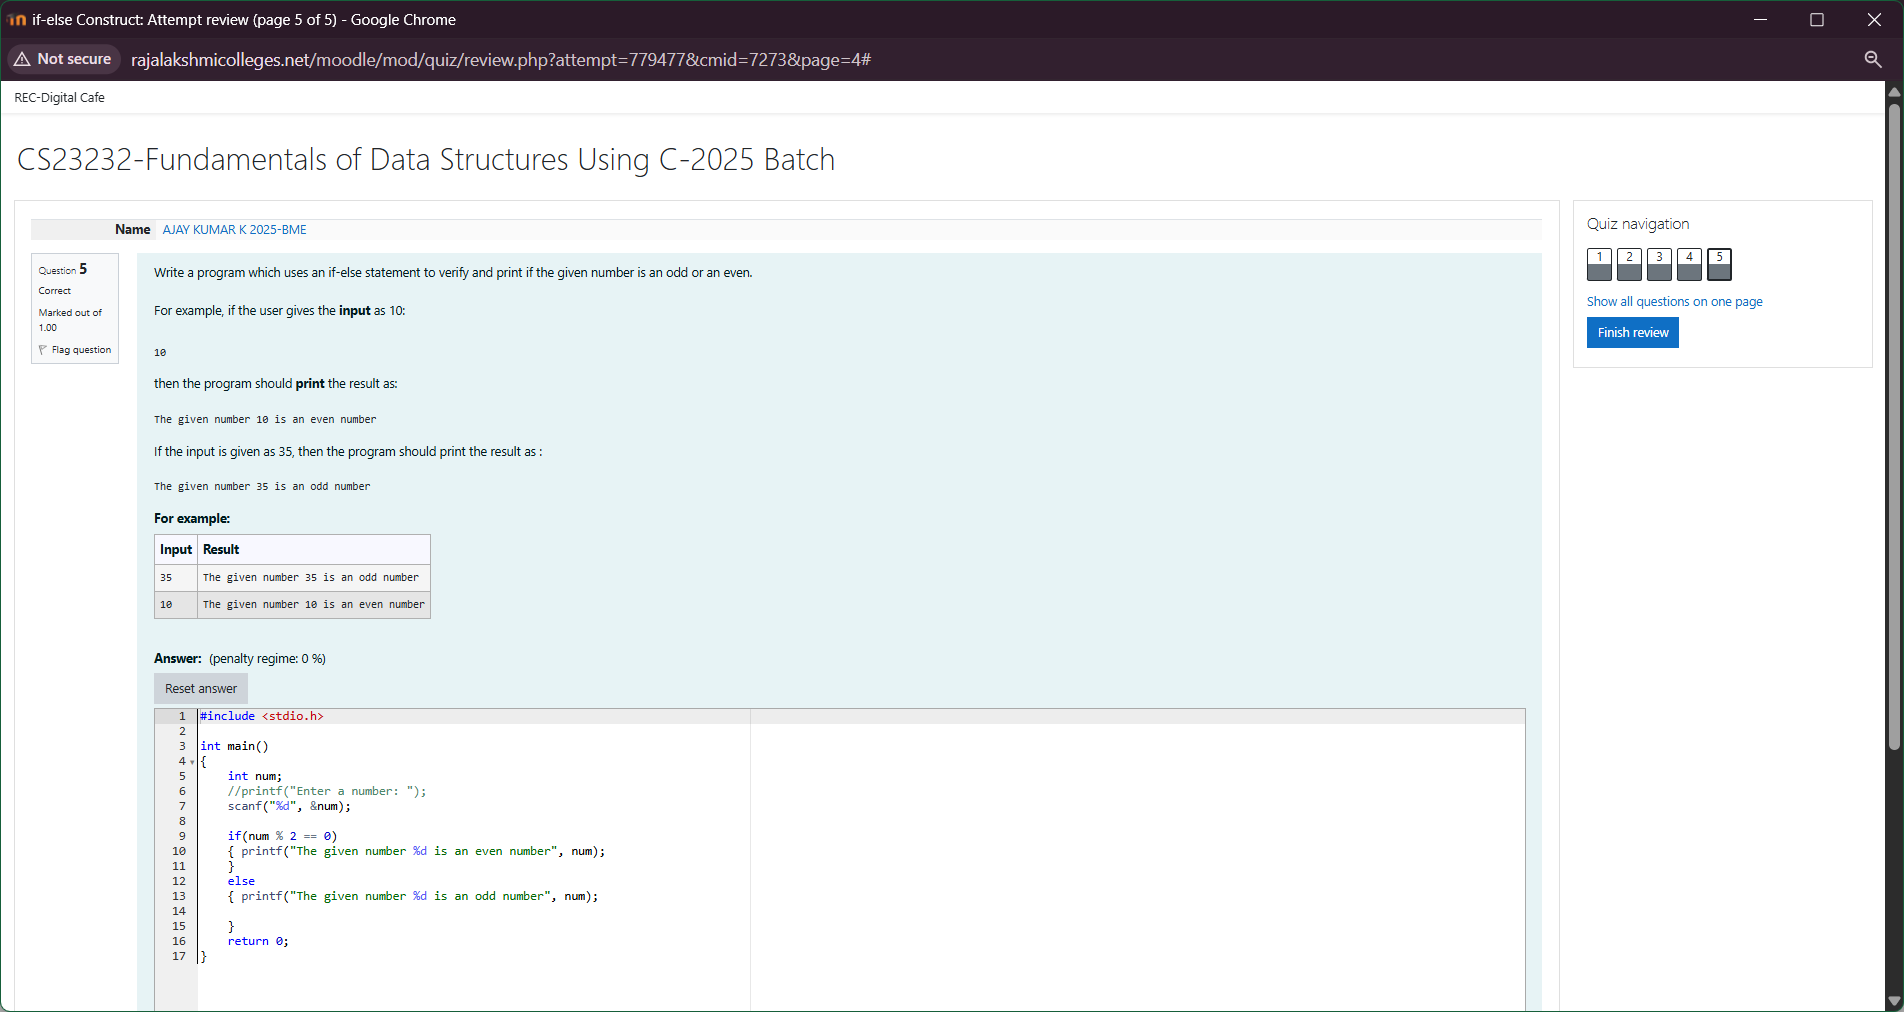 if-else Construct: Attempt review (page 5 of 5) - Google Chrome
Not secure rajalakshmicolleges.net/moodle/mod/quiz/review.php?attempt=779477&cmid=7273&page=4#
REC-Digital Cafe
CS23232-Fundamentals of Data Structures Using C-2025 Batch
Name AJAY KUMAR K 2025-BME
Question 5
Correct
Marked out of
1.00
Flag question
Write a program which uses an if-else statement to verify and print if the given number is an odd or an even.
For example, if the user gives the input as 10:
10
then the program should print the result as:
The given number 10 is an even number
If the input is given as 35, then the program should print the result as :
The given number 35 is an odd number
For example:
Input Result
35 The given number 35 is an odd number
10 The given number 10 is an even number
Answer: (penalty regime: 0 %)
Reset answer
1 #include <stdio.h>
2
3 int main()
4 {
5 int num;
6 //printf("Enter a number: ");
7 scanf("%d", &num);
8
9 if(num % 2 == 0)
10 { printf("The given number %d is an even number", num);
11 }
12 else
13 { printf("The given number %d is an odd number", num);
14
15 }
16 return 0;
17 }
Quiz navigation
1 2 3 4 5
Show all questions on one page
Finish review